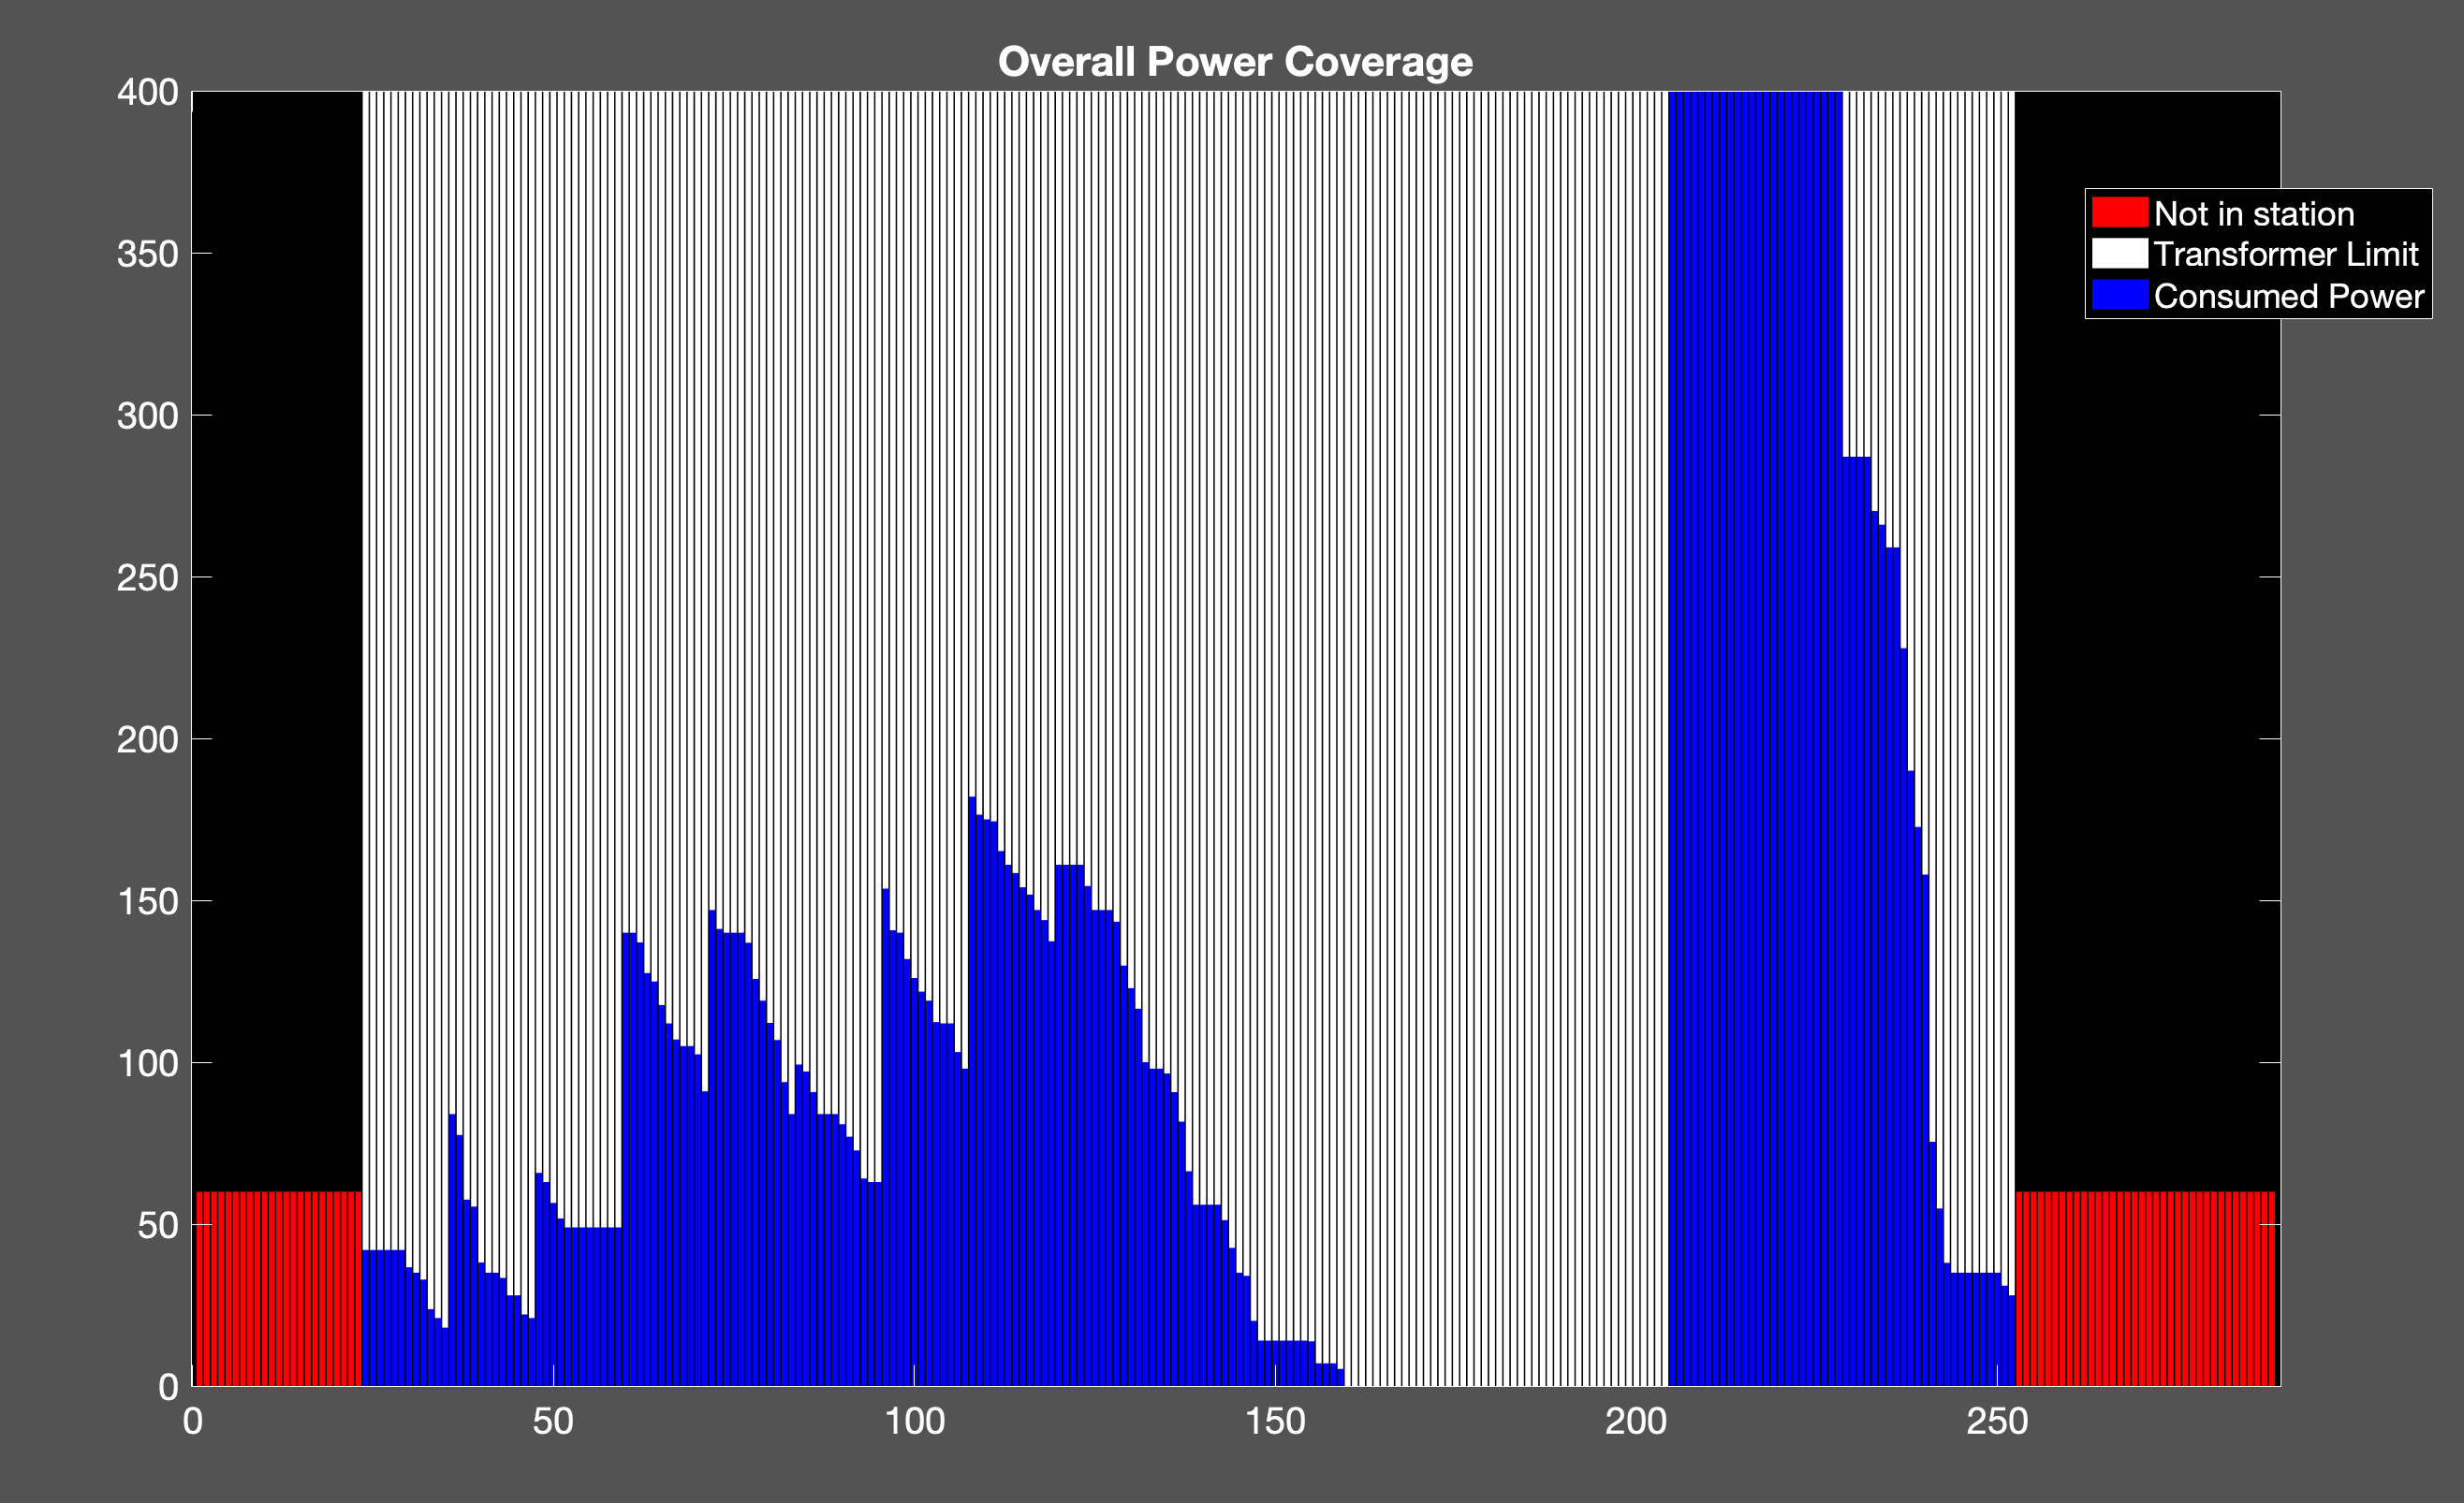 Overall Power Coverage
400
350
300
250
200
150
100
50
0
Not in station
Transformer Limit
Consumed Power
0 50 100 150 200 250